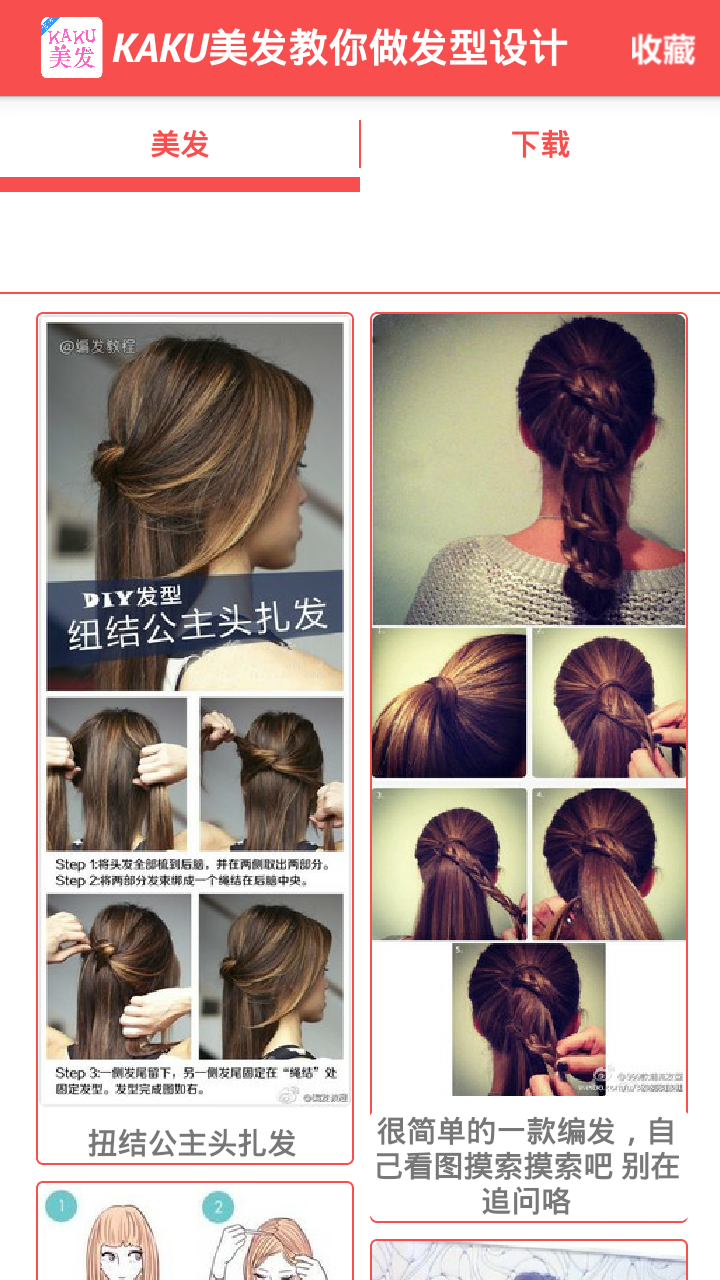 KAKU
美发
KAKU美发教你做发型设计
收藏
美发
下载
@编发教程
DIY发型
纽结公主头扎发
Step 1:将头发全部梳到后脑，并在两侧取出两部分。
Step 2:将两部分发束绑成一个绳结在后脑中央。
Step 3:一侧发尾留下，另一侧发尾固定在“绳结”处
固定发型。发型完成图如右。
扭结公主头扎发
1.
2.
3.
4.
5.
很简单的一款编发，自
己看图摸索摸索吧 别在
追问咯
1
2